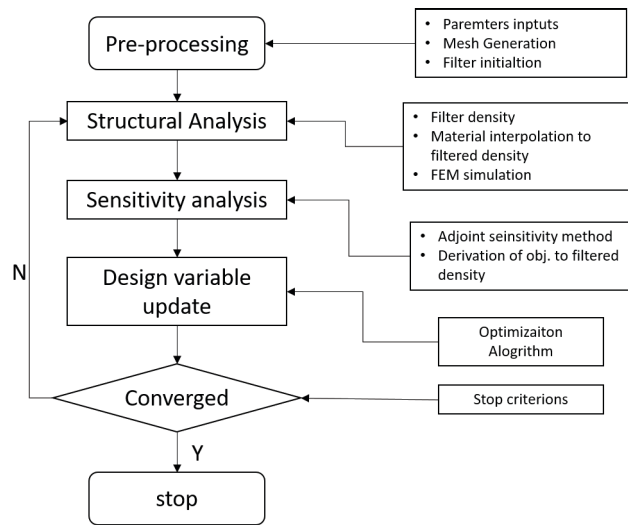 Pre-processing
• Paremters inptuts
• Mesh Generation
• Filter initialtion
Structural Analysis
• Filter density
• Material interpolation to
filtered density
• FEM simulation
Sensitivity analysis
• Adjoint seinsitivity method
• Derivation of obj. to filtered
density
N
Design variable
update
Optimizaiton
Alogrithm
Converged
Stop criterions
Y
stop